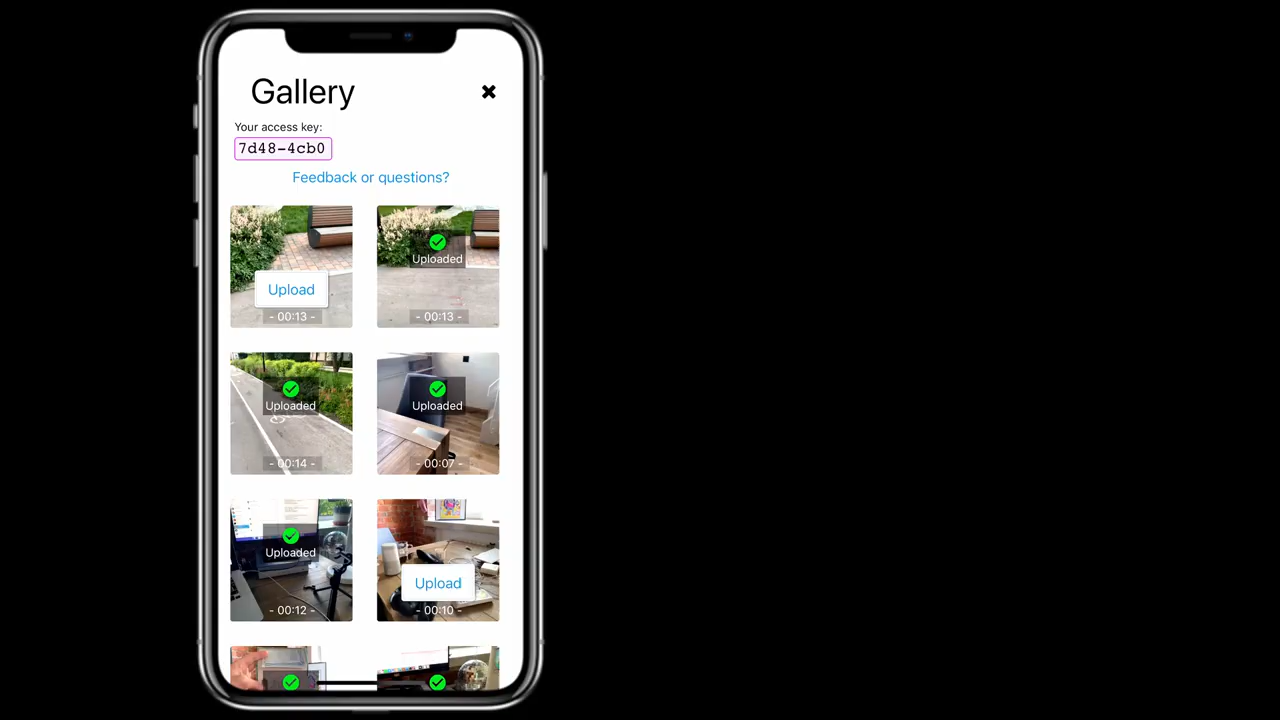 Gallery
Your access key:
7d48-4cb0
Feedback or questions?
Uploaded
Upload
- 00:13 -
- 00:13 -
Uploaded
Uploaded
- 00:14 -
- 00:07 -
Uploaded
Upload
- 00:12 -
- 00:10 -